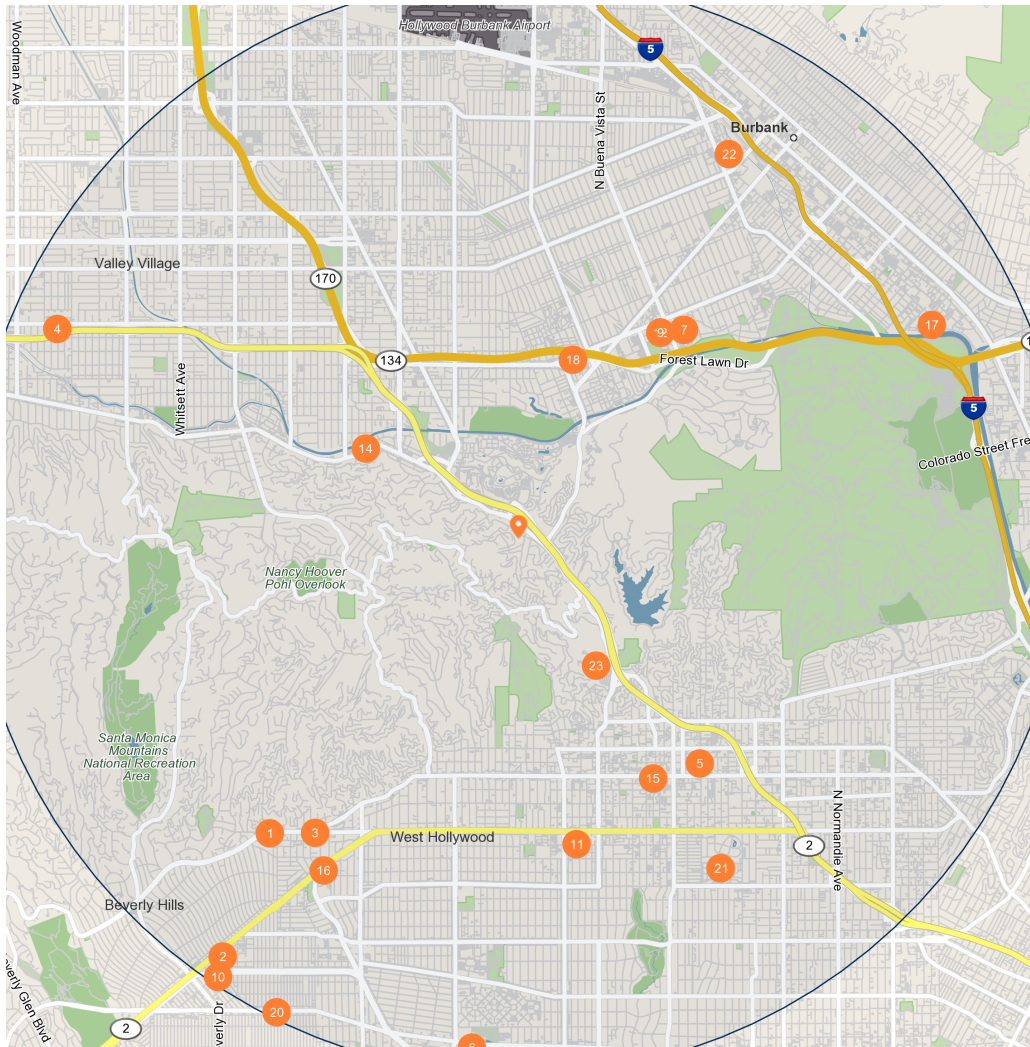 Hollywood Burbank Airport
Woodman Ave
5
N Buena Vista St
Burbank
22
Valley Village
170
4
7
17
18
134
Forest Lawn Dr
Whitsett Ave
5
14
Colorado Street Fre
Nancy Hoover
Pohl Overlook
23
Santa Monica
Mountains
National Recreation
Area
5
15
1
3
West Hollywood
11
2
N Normandie Ave
16
21
Beverly Hills
2
10
everly Glen Blvd
20
verly Dr
2
6